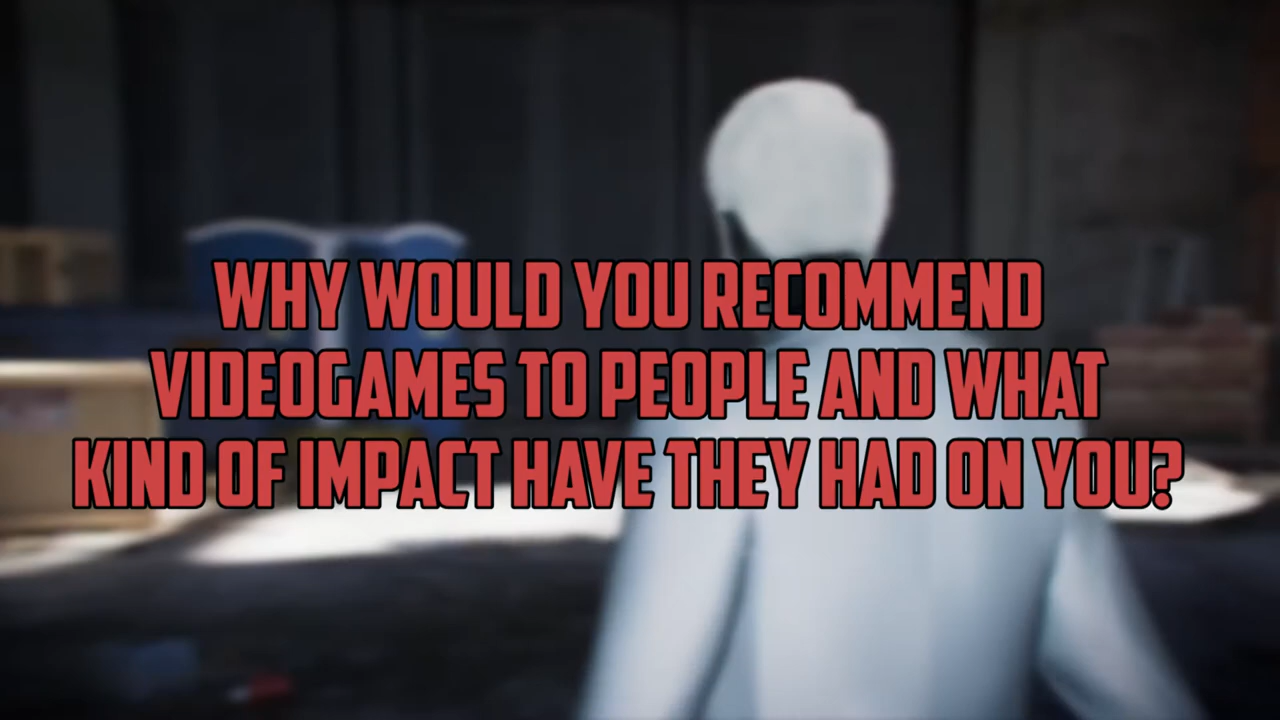 WHY WOULD YOU RECOMMEND
VIDEOGAMES TO PEOPLE AND WHAT
KIND OF IMPACT HAVE THEY HAD ON YOU?